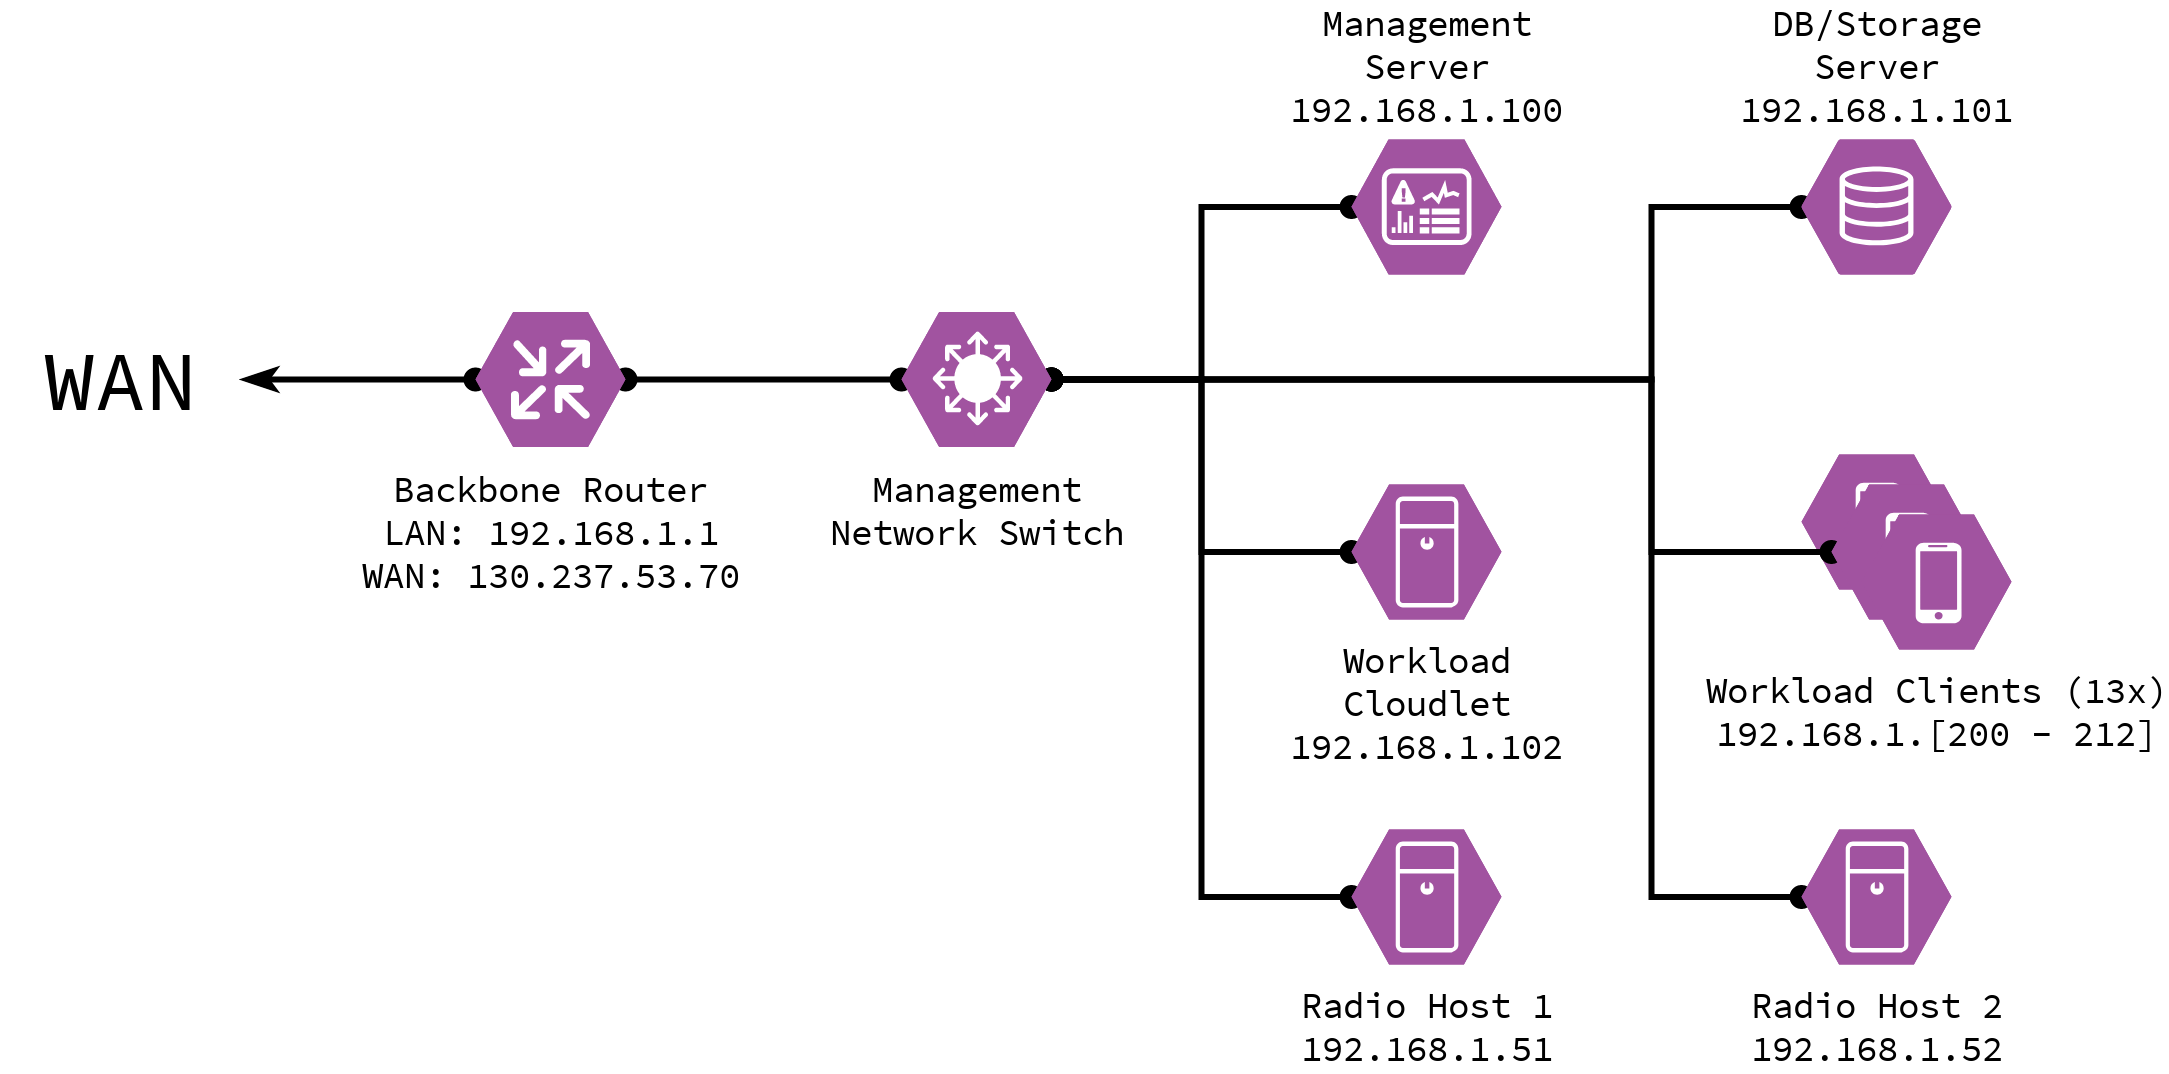 Management
Server
192.168.1.100
DB/Storage
Server
192.168.1.101
WAN
Backbone Router
LAN: 192.168.1.1
WAN: 130.237.53.70
Management
Network Switch
Workload
Cloudlet
192.168.1.102
Workload Clients (13x)
192.168.1.[200 - 212]
Radio Host 1
192.168.1.51
Radio Host 2
192.168.1.52